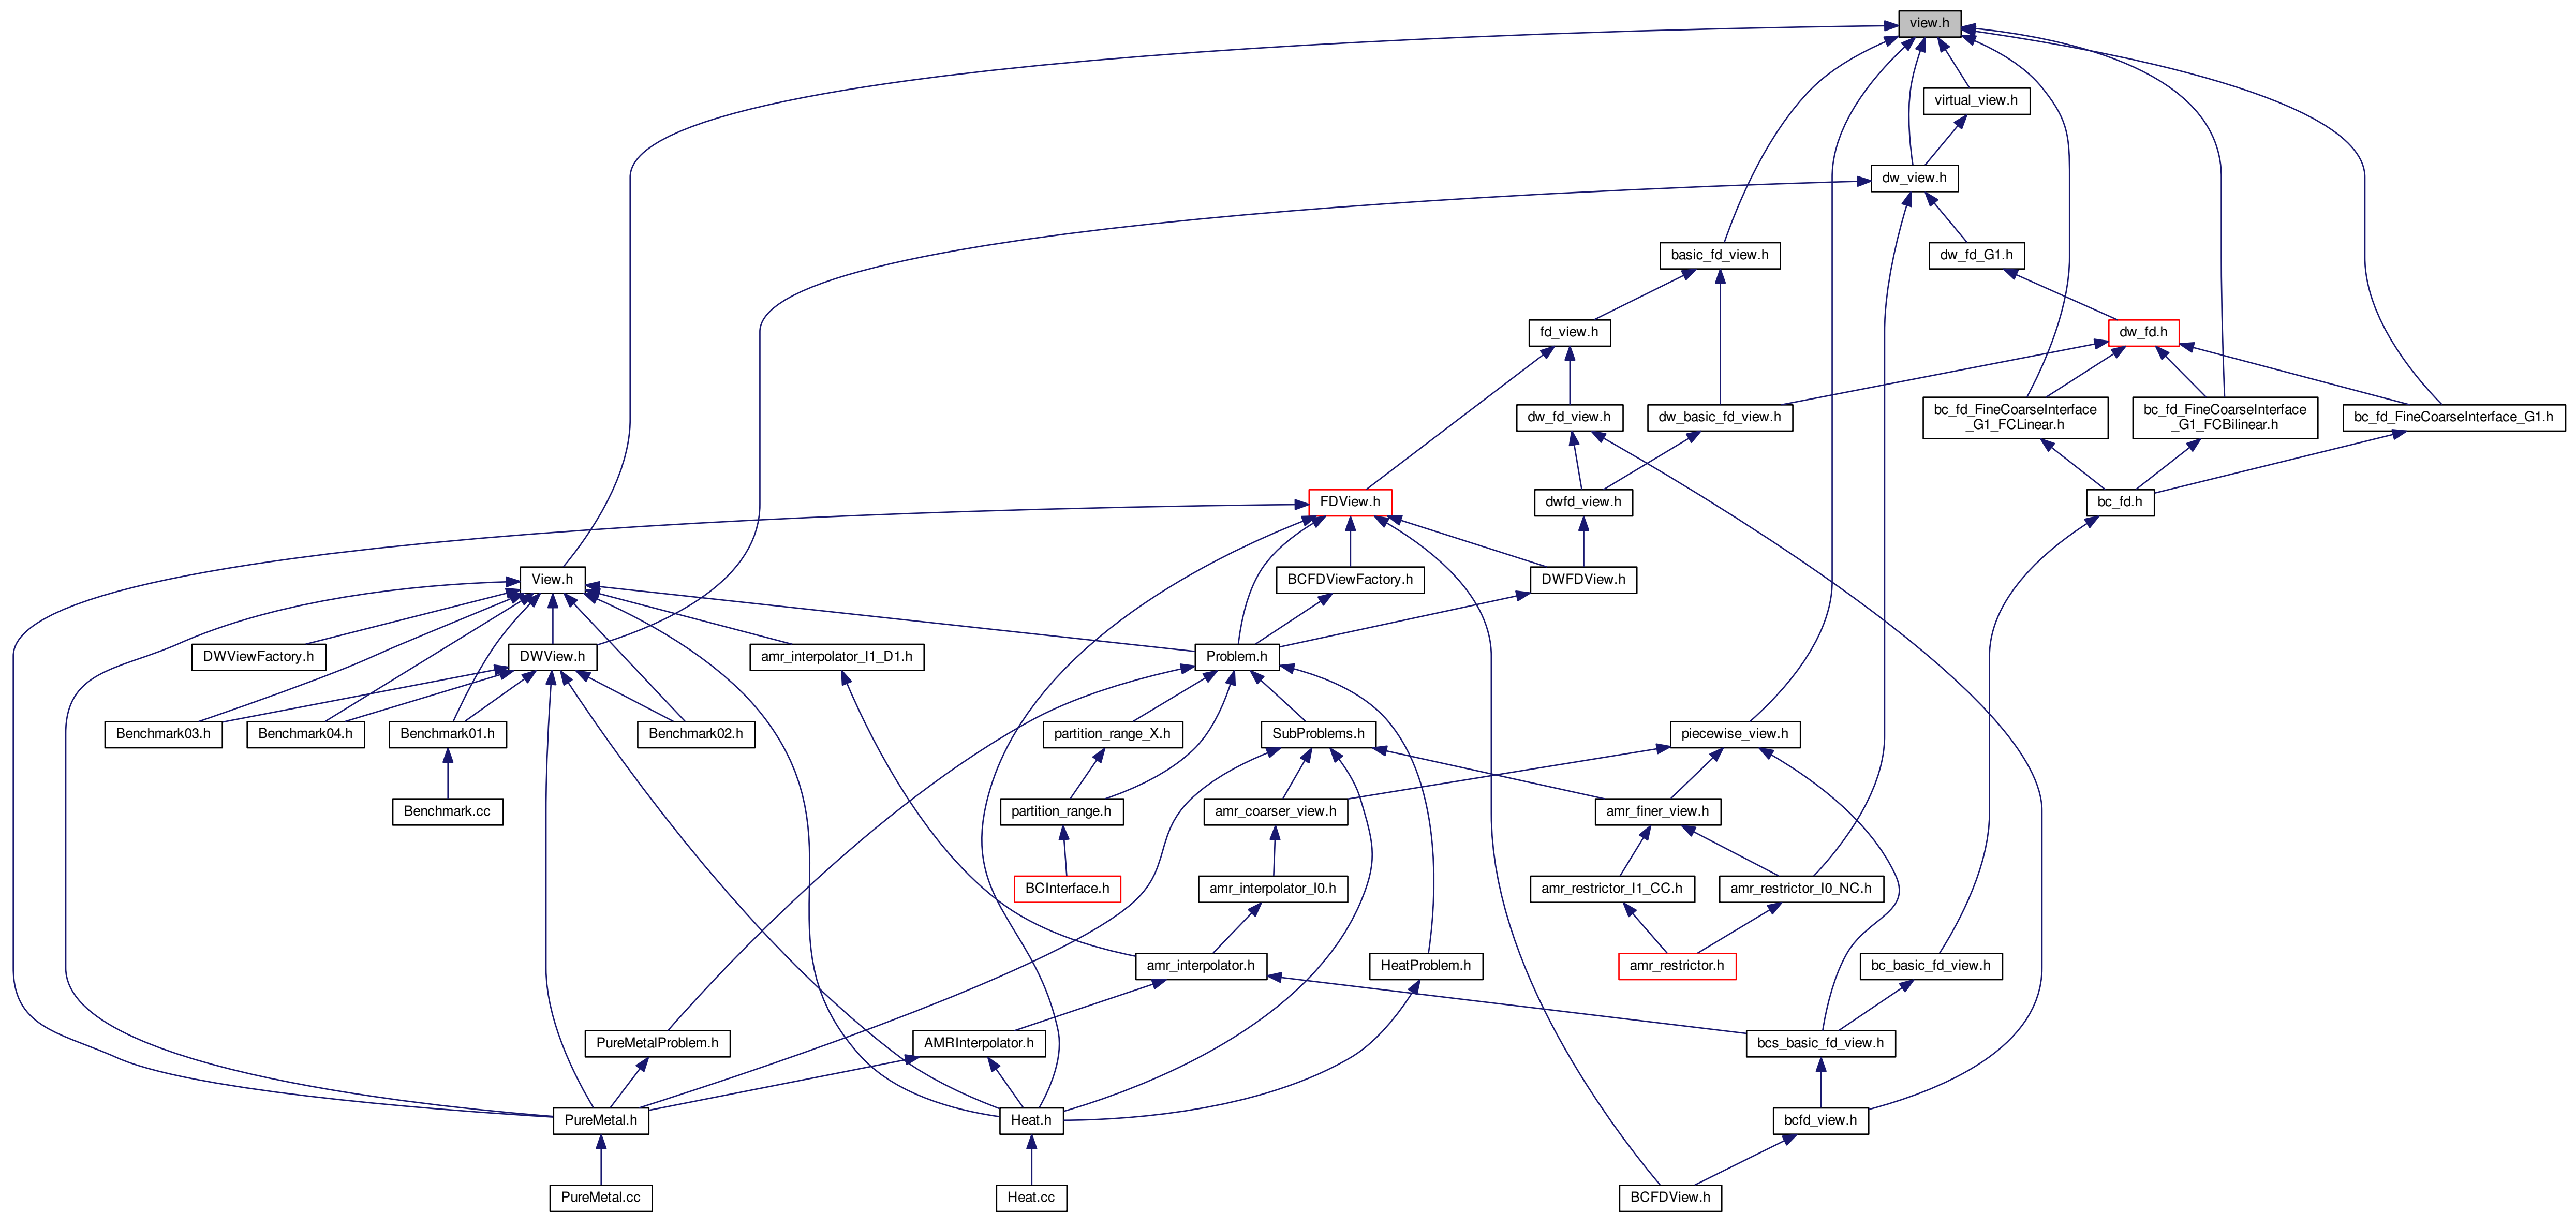 view.h
virtual_view.h
dw_view.h
basic_fd_view.h
dw_fd_G1.h
fd_view.h
dw_fd.h
dw_fd_view.h
dw_basic_fd_view.h
bc_fd_FineCoarseInterface
_G1_FCLinear.h
bc_fd_FineCoarseInterface
_G1_FCBilinear.h
bc_fd_FineCoarseInterface_G1.h
FDView.h
dwfd_view.h
bc_fd.h
View.h
BCFDViewFactory.h
DWFDView.h
DWViewFactory.h
DWView.h
amr_interpolator_I1_D1.h
Problem.h
Benchmark03.h
Benchmark04.h
Benchmark01.h
Benchmark02.h
partition_range_X.h
SubProblems.h
piecewise_view.h
Benchmark.cc
partition_range.h
amr_coarser_view.h
amr_finer_view.h
BCInterface.h
amr_interpolator_I0.h
amr_restrictor_I1_CC.h
amr_restrictor_I0_NC.h
amr_interpolator.h
HeatProblem.h
amr_restrictor.h
bc_basic_fd_view.h
PureMetalProblem.h
AMRInterpolator.h
bcs_basic_fd_view.h
PureMetal.h
Heat.h
bcfd_view.h
PureMetal.cc
Heat.cc
BCFDView.h